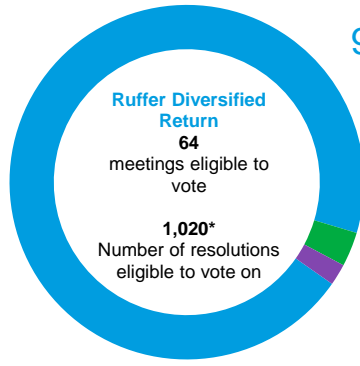 Ruffer Diversified
Return
64
meetings eligible to
vote
1,020*
Number of resolutions
eligible to vote on